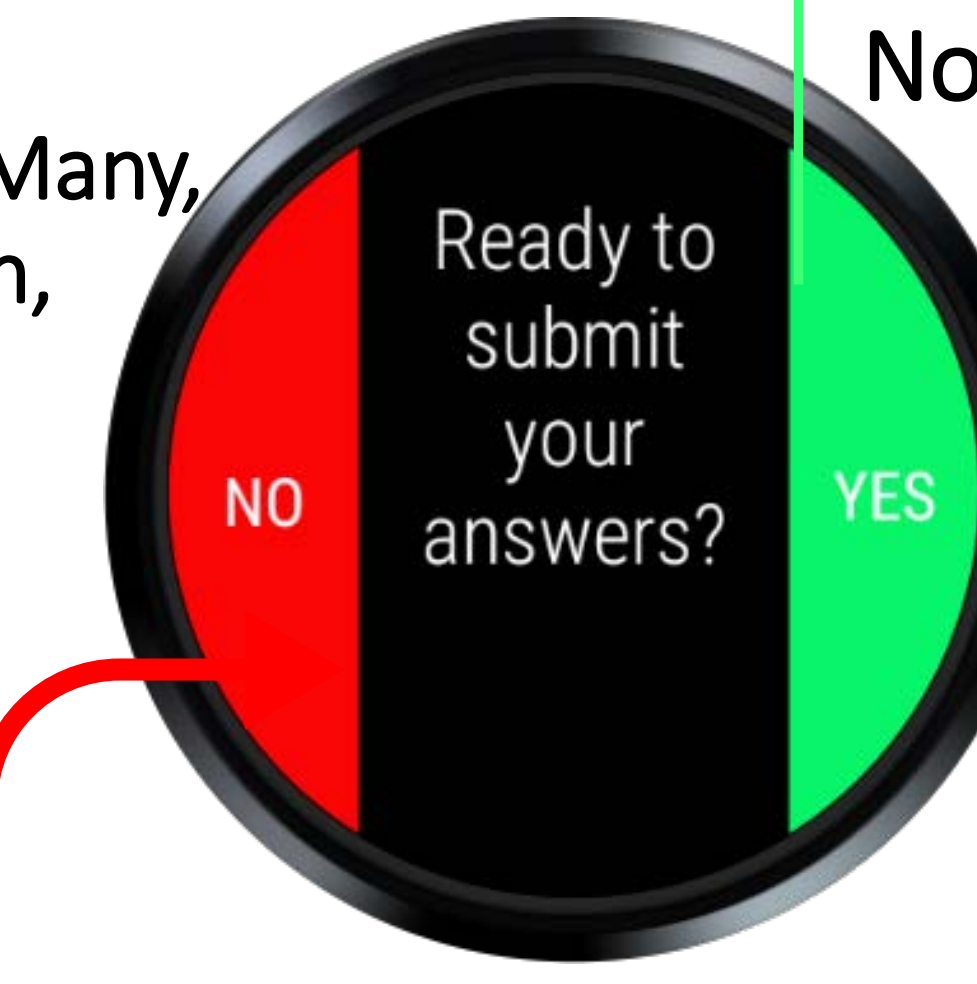 No
Many,
n,
Ready to
submit
your
answers?
NO
YES